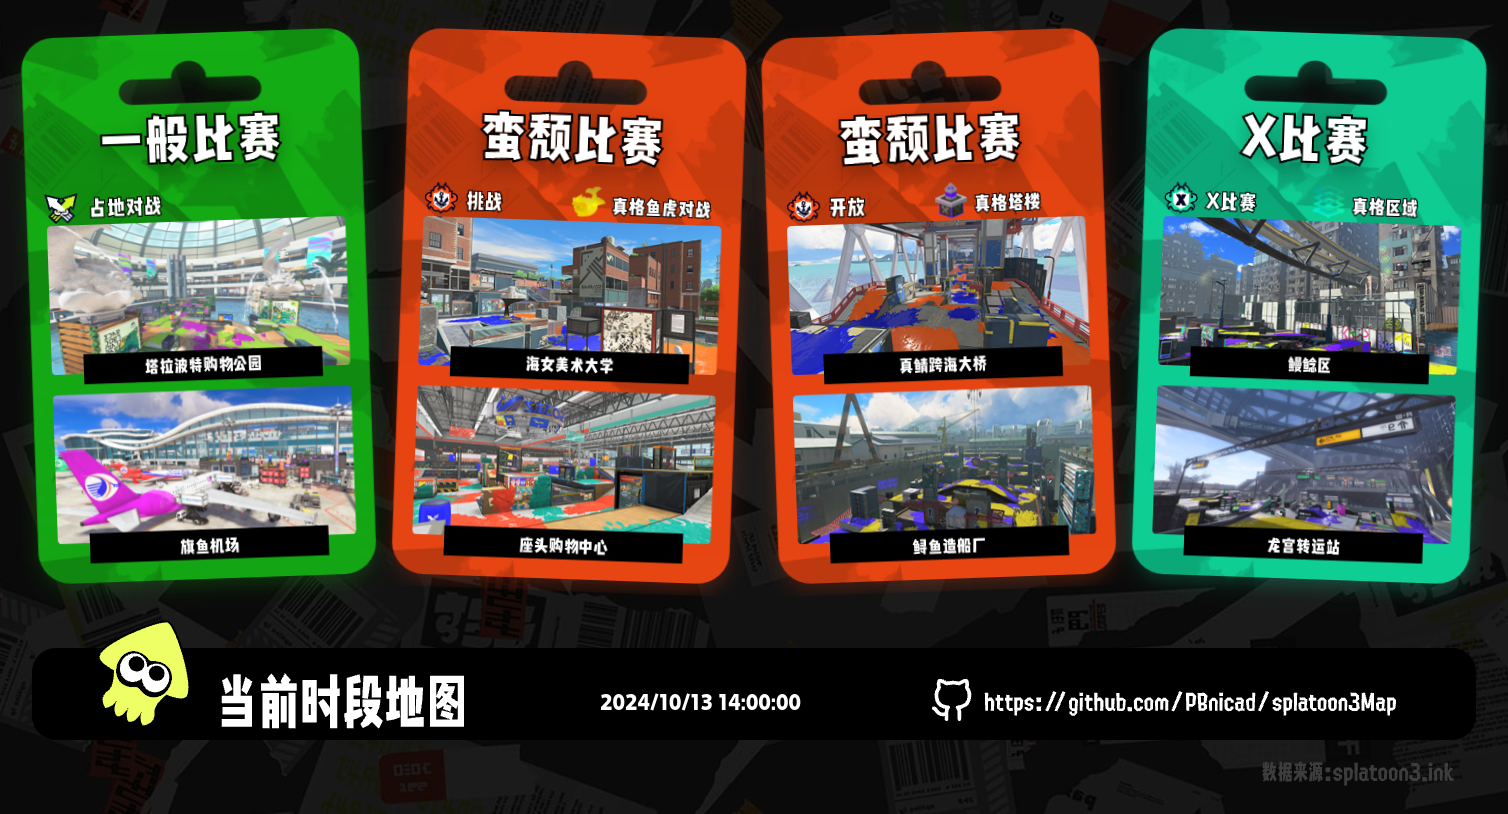 一般比赛
占地对战
塔拉波特购物公园
旗鱼机场
蛮颓比赛
挑战
真格鱼虎对战
海女美术大学
座头购物中心
蛮颓比赛
开放
真格塔楼
真鲭跨海大桥
鲟鱼造船厂
X比赛
X比赛
真格区域
鳗鲶区
龙宫转运站
当前时段地图
2024/10/13 14:00:00
https://github.com/PBnicad/splatoon3Map
数据来源:splatoon3.ink